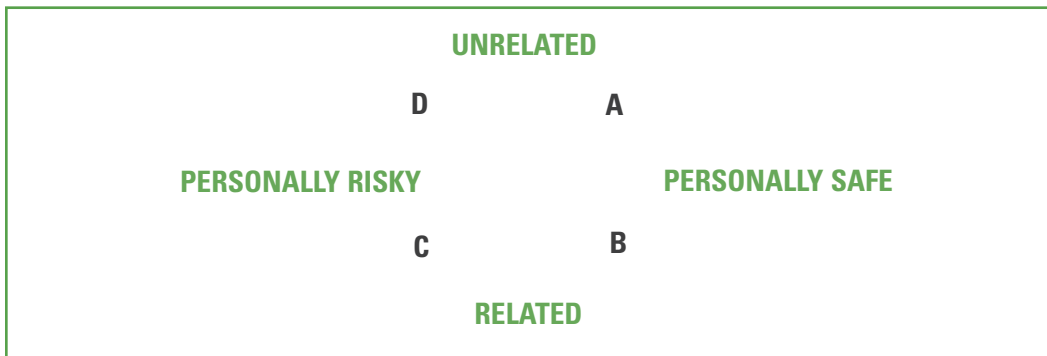 UNRELATED
D A
PERSONALLY RISKY PERSONALLY SAFE
C B
RELATED